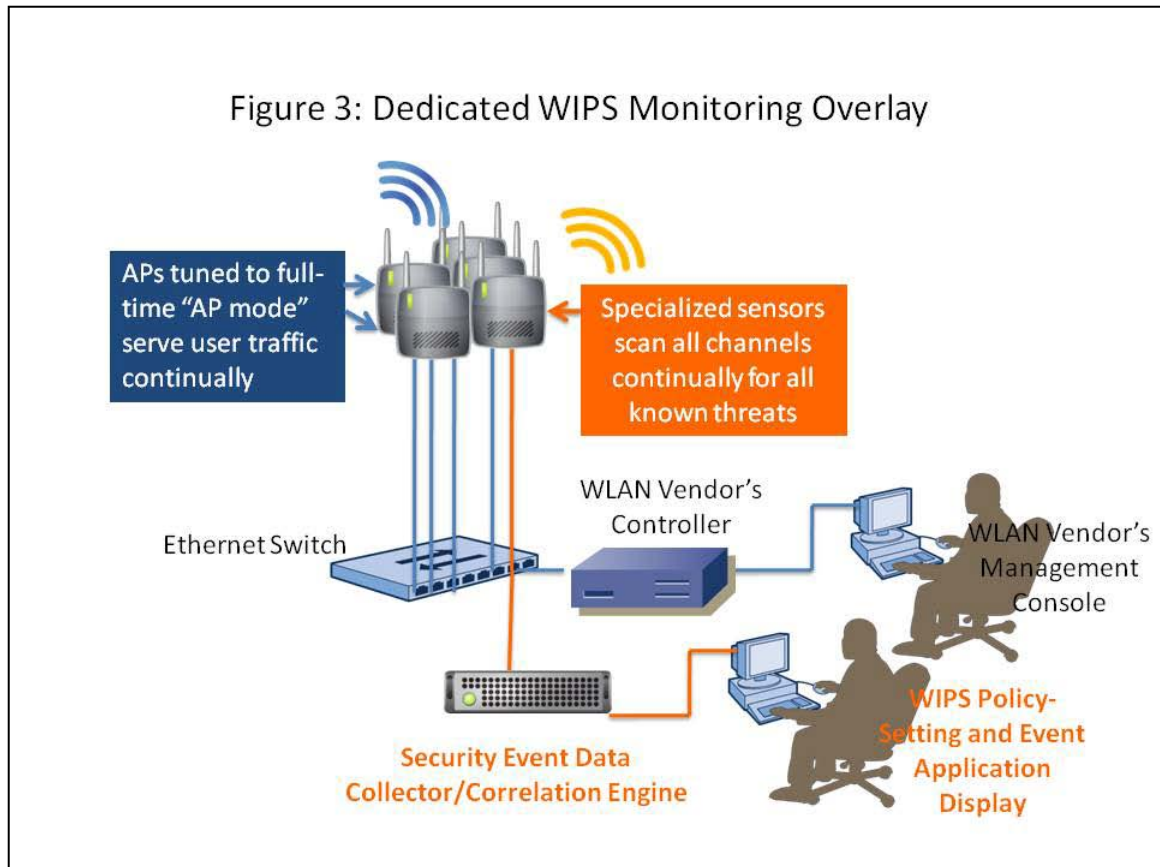 Figure 3: Dedicated WIPS Monitoring Overlay
APs tuned to full-
time “AP mode”
serve user traffic
continually
Specialized sensors
scan all channels
continually for all
known threats
Ethernet Switch
WLAN Vendor’s
Controller
WLAN Vendor’s
Management
Console
Security Event Data
Collector/Correlation Engine
WIPS Policy-
Setting and Event
Application
Display